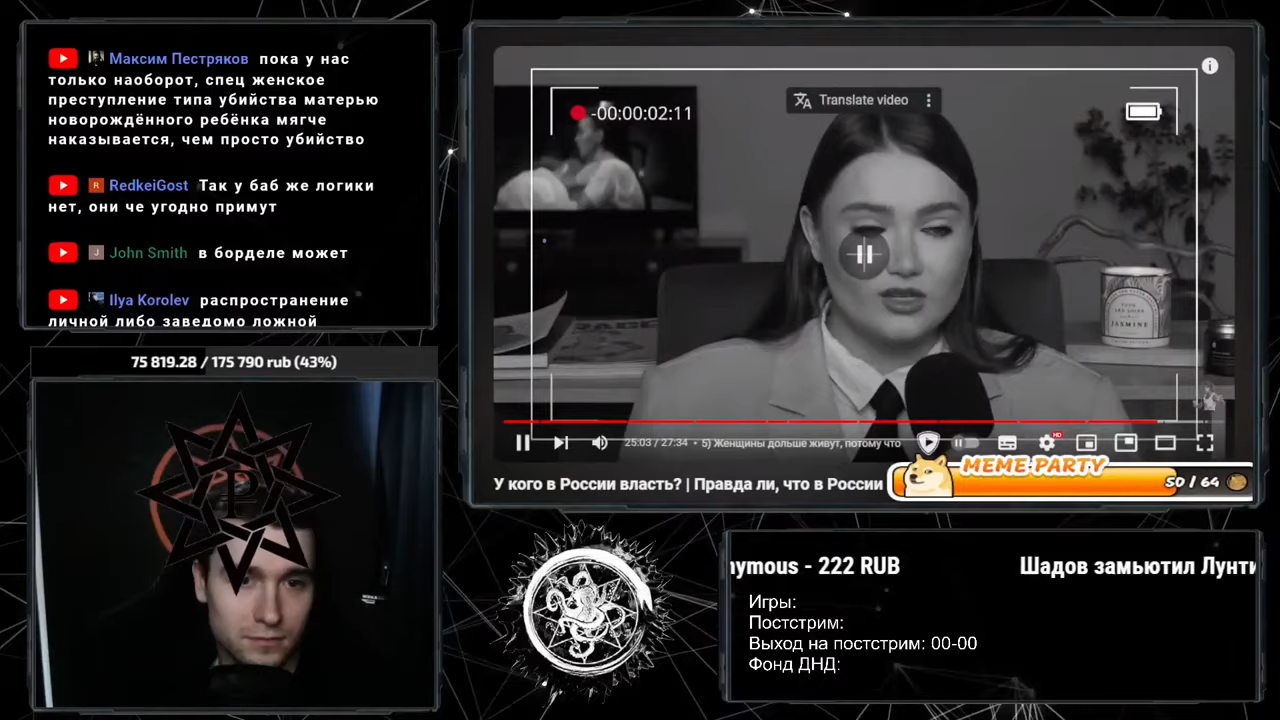 Максим Пестряков пока у нас
только наоборот, спец женское
преступление типа убийства матерью
новорождённого ребёнка мягче
наказывается, чем просто убийство
R RedkeiGost Так у баб же логики
нет, они че угодно примут
J John Smith в борделе может
Ilya Korolev распространение
личной либо заведомо ложной
75 819.28 / 175 790 rub (43%)
P
-00:00:02:11
Translate video
JASMINE
25:03 / 27:34 • 5) Женщины дольше живут, потому что
HD
У кого в России власть? | Правда ли, что в России
MEME PARTY
50 / 64
nymous - 222 RUB
Шадов замьютил Лунти
Игры:
Постстрим:
Выход на постстрим: 00-00
Фонд ДНД: